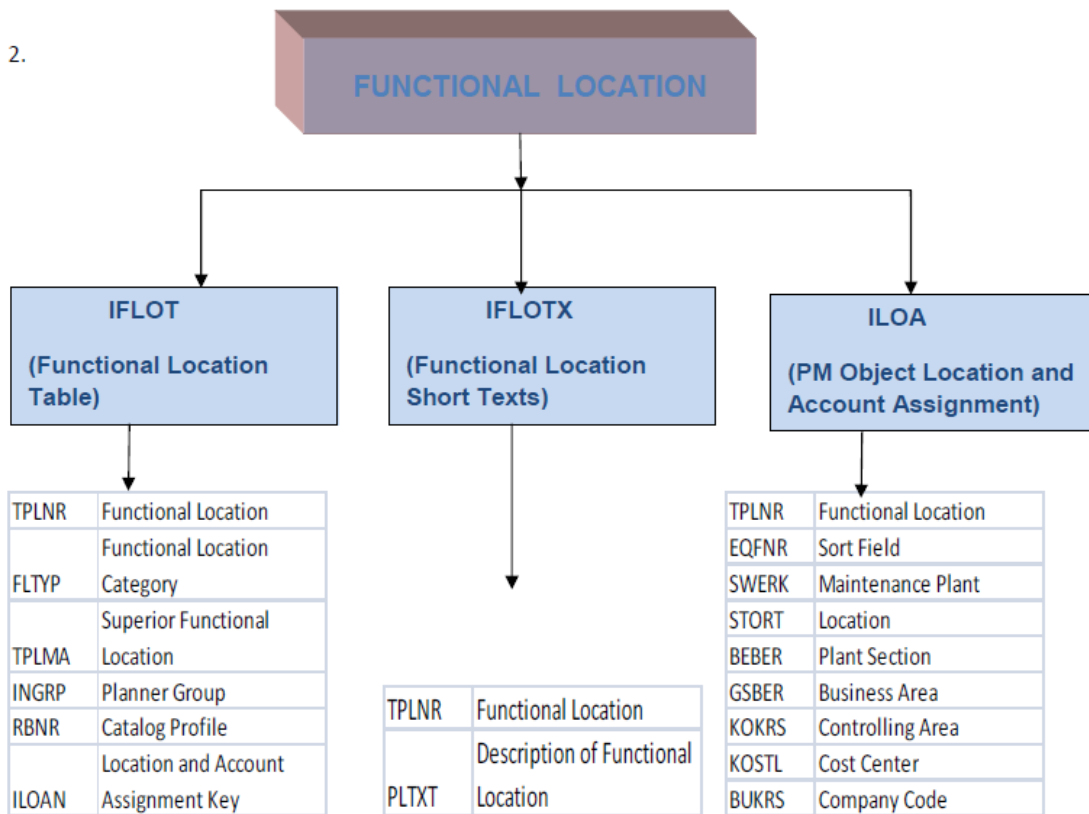 2.
FUNCTIONAL LOCATION
IFLOT
(Functional Location
Table)
IFLOTX
(Functional Location
Short Texts)
ILOA
(PM Object Location and
Account Assignment)
TPLNR Functional Location
Functional Location
FLTYP Category
Superior Functional
TPLMA Location
INGRP Planner Group
RBNR Catalog Profile
Location and Account
ILOAN Assignment Key
TPLNR Functional Location
Description of Functional
PLTXT Location
TPLNR Functional Location
EQFNR Sort Field
SWERK Maintenance Plant
STORT Location
BEBER Plant Section
GSBER Business Area
KOKRS Controlling Area
KOSTL Cost Center
BUKRS Company Code